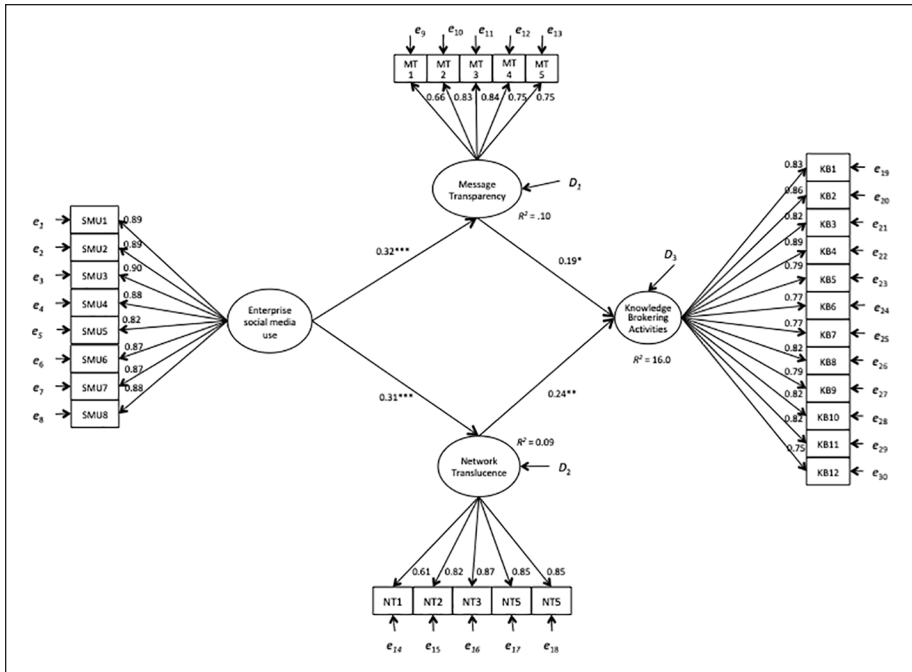 e9 e10 e11 e12 e13
MT 1 MT 2 MT 3 MT 4 MT 5
0.66 0.83 0.84 0.75 0.75
Message
Transparency
D1
R² = .10
e1 SMU1 0.89
e2 SMU2 0.89
e3 SMU3 0.90
e4 SMU4 0.88
e5 SMU5 0.82
e6 SMU6 0.87
e7 SMU7 0.87
e8 SMU8 0.88
Enterprise
social media
use
0.32***
0.31***
0.19*
0.24**
D3
Knowledge
Brokering
Activities
R² = 16.0
0.83 KB1 e19
0.86 KB2 e20
0.82 KB3 e21
0.89 KB4 e22
0.79 KB5 e23
0.77 KB6 e24
0.77 KB7 e25
0.82 KB8 e26
0.79 KB9 e27
0.82 KB10 e28
0.82 KB11 e29
0.75 KB12 e30
R² = 0.09
Network
Translucence
D2
0.61 0.82 0.87 0.85 0.85
NT1 NT2 NT3 NT5 NT5
e14 e15 e16 e17 e18